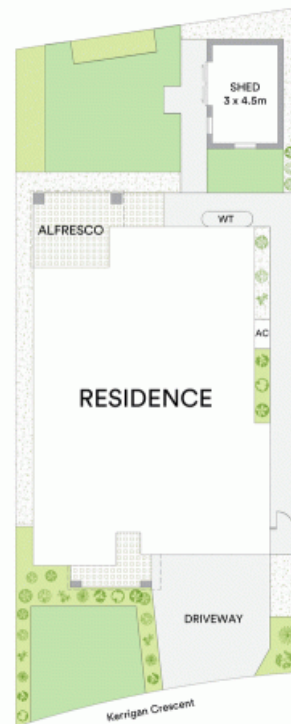 SHED
3 x 4.5m
WT
ALFRESCO
AC
RESIDENCE
DRIVEWAY
Kerrigan Crescent